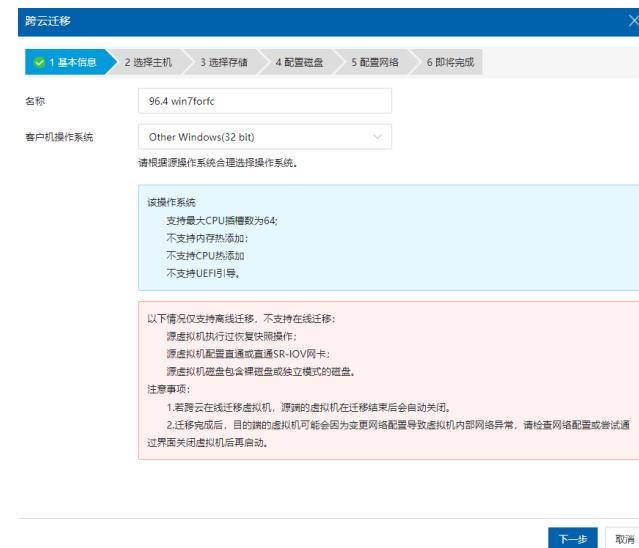 跨云迁移
1 基本信息 2 选择主机 3 选择存储 4 配置磁盘 5 配置网络 6 即将完成
名称 96.4 win7forfc
客户机操作系统 Other Windows(32 bit)
请根据源操作系统合理选择操作系统。
该操作系统
支持最大CPU插槽数为64;
不支持内存热添加;
不支持CPU热添加
不支持UEFI引导。
以下情况仅支持离线迁移，不支持在线迁移:
源虚拟机执行过恢复快照操作;
源虚拟机配置直通或直通SR-IOV网卡;
源虚拟机磁盘包含裸磁盘或独立模式的磁盘。
注意事项:
1.若跨云在线迁移虚拟机，源端的虚拟机在迁移结束后会自动关闭。
2.迁移完成后，目的端的虚拟机可能会因为变更网络配置导致虚拟机内部网络异常，请检查网络配置或尝试通
过界面关闭虚拟机后再启动。
下一步 取消